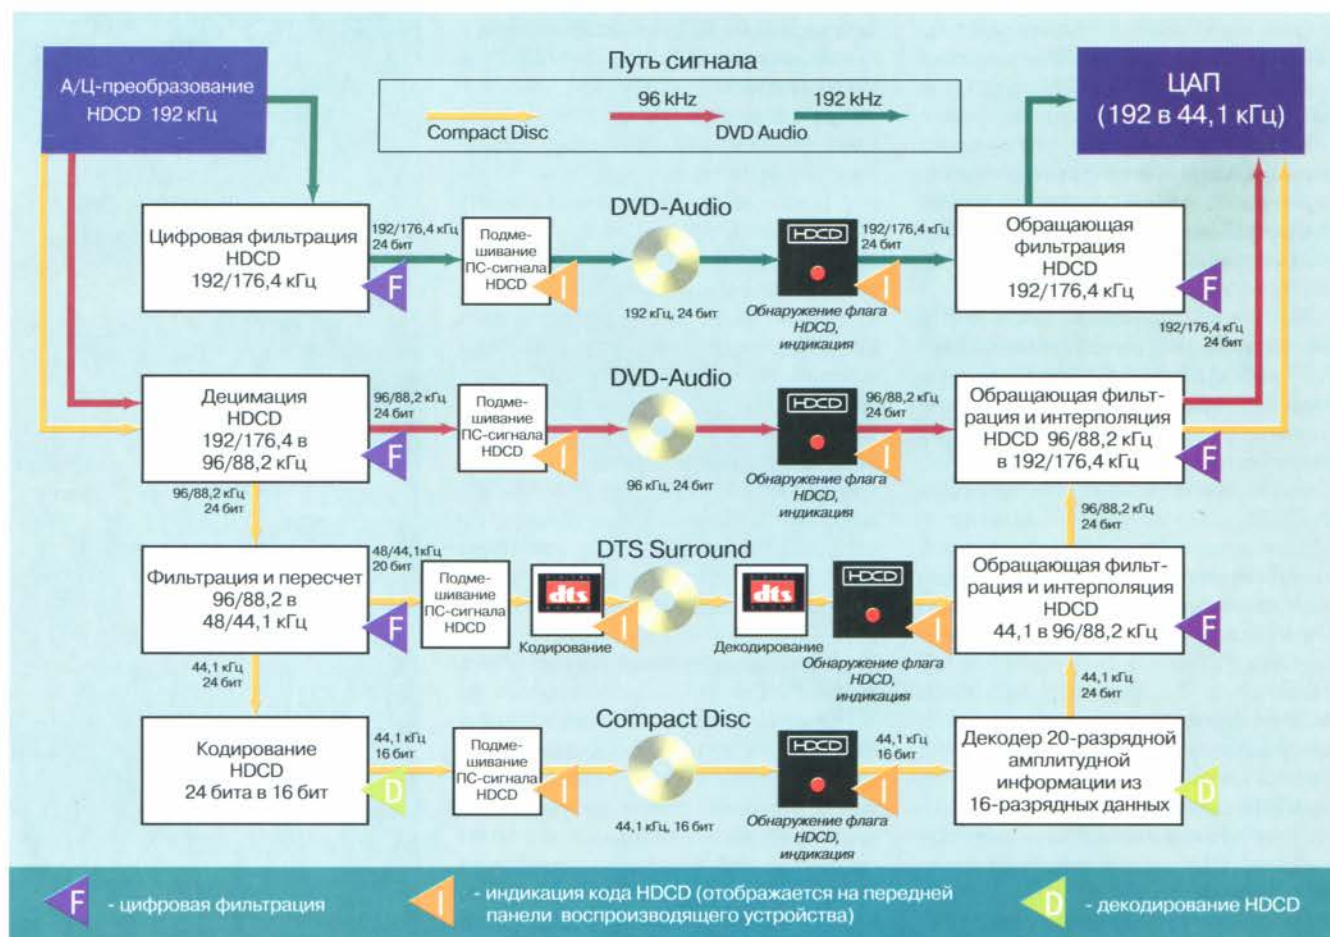 А/Ц-преобразование
HDCD 192 кГц
Путь сигнала
96 kHz
192 kHz
Compact Disc
DVD Audio
ЦАП
(192 в 44,1 кГц)
DVD-Audio
Цифровая фильтрация
HDCD
192/176,4 кГц
F
192/176,4 кГц
24 бит
Подме-
шивание
ПС-сигнала
HDCD
I
192 кГц, 24 бит
HDCD
Обнаружение флага
HDCD,
индикация
I
192/176,4 кГц
24 бит
Обращающая
фильтрация
HDCD
192/176,4 кГц
F
192/176,4 кГц
24 бит
DVD-Audio
Децимация
HDCD
192/176,4 в
96/88,2 кГц
F
96/88,2 кГц
24 бит
Подме-
шивание
ПС-сигнала
HDCD
I
96 кГц, 24 бит
HDCD
Обнаружение флага
HDCD,
индикация
I
96/88,2 кГц
24 бит
Обращающая фильт-
рация и интерполяция
HDCD 96/88,2 кГц
в 192/176,4 кГц
F
96/88,2 кГц
24 бит
96/88,2 кГц
24 бит
DTS Surround
Фильтрация и пересчет
96/88,2 в
48/44,1 кГц
F
48/44,1кГц
20 бит
Подме-
шивание
ПС-сигнала
HDCD
dts
Кодирование
I
dts
Декодирование
HDCD
Обнаружение флага
HDCD,
индикация
I
Обращающая фильт-
рация и интерполяция
HDCD
44,1 в 96/88,2 кГц
F
44,1 кГц
24 бит
44,1 кГц
24 бит
Compact Disc
Кодирование
HDCD
24 бита в 16 бит
D
44,1 кГц
16 бит
Подме-
шивание
ПС-сигнала
HDCD
I
44,1 кГц, 16 бит
HDCD
Обнаружение флага
HDCD,
индикация
I
44,1 кГц
16 бит
Декодер 20-разрядной
амплитудной
информации из
16-разрядных данных
D
F - цифровая фильтрация
I - индикация кода HDCD (отображается на передней
панели воспроизводящего устройства)
D - декодирование HDCD